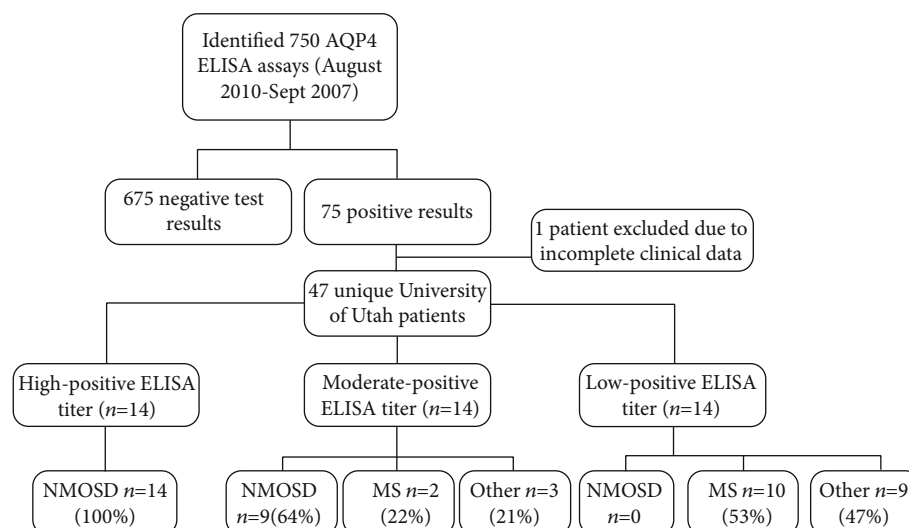 Identified 750 AQP4
ELISA assays (August
2010-Sept 2007)
675 negative test
results
75 positive results
1 patient excluded due to
incomplete clinical data
47 unique University
of Utah patients
High-positive ELISA
titer (n=14)
Moderate-positive
ELISA titer (n=14)
Low-positive ELISA
titer (n=14)
NMOSD n=14
(100%)
NMOSD
n=9(64%)
MS n=2
(22%)
Other n=3
(21%)
NMOSD
n=0
MS n=10
(53%)
Other n=9
(47%)